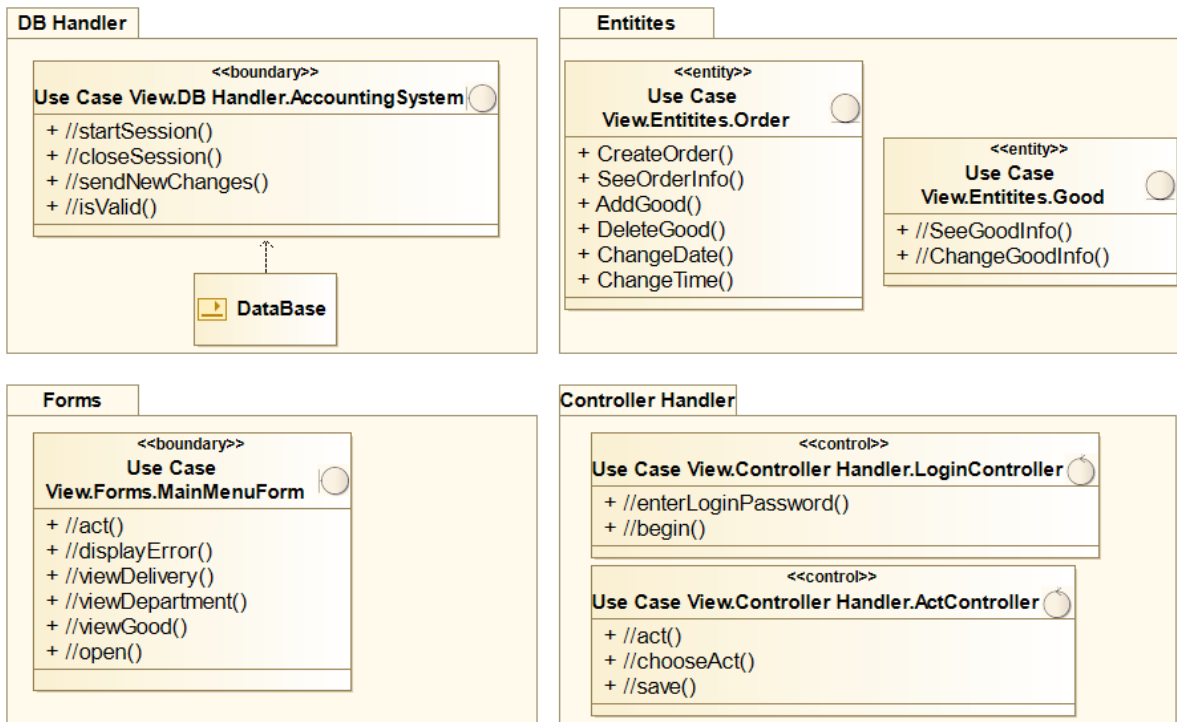 DB Handler
<<boundary>>
Use Case View.DB Handler.AccountingSystem
+ //startSession()
+ //closeSession()
+ //sendNewChanges()
+ //isValid()
DataBase
Entitites
<<entity>>
Use Case
View.Entitites.Order
+ CreateOrder()
+ SeeOrderInfo()
+ AddGood()
+ DeleteGood()
+ ChangeDate()
+ ChangeTime()
<<entity>>
Use Case
View.Entitites.Good
+ //SeeGoodInfo()
+ //ChangeGoodInfo()
Forms
<<boundary>>
Use Case
View.Forms.MainMenuForm
+ //act()
+ //displayError()
+ //viewDelivery()
+ //viewDepartment()
+ //viewGood()
+ //open()
Controller Handler
<<control>>
Use Case View.Controller Handler.LoginController
+ //enterLoginPassword()
+ //begin()
<<control>>
Use Case View.Controller Handler.ActController
+ //act()
+ //chooseAct()
+ //save()